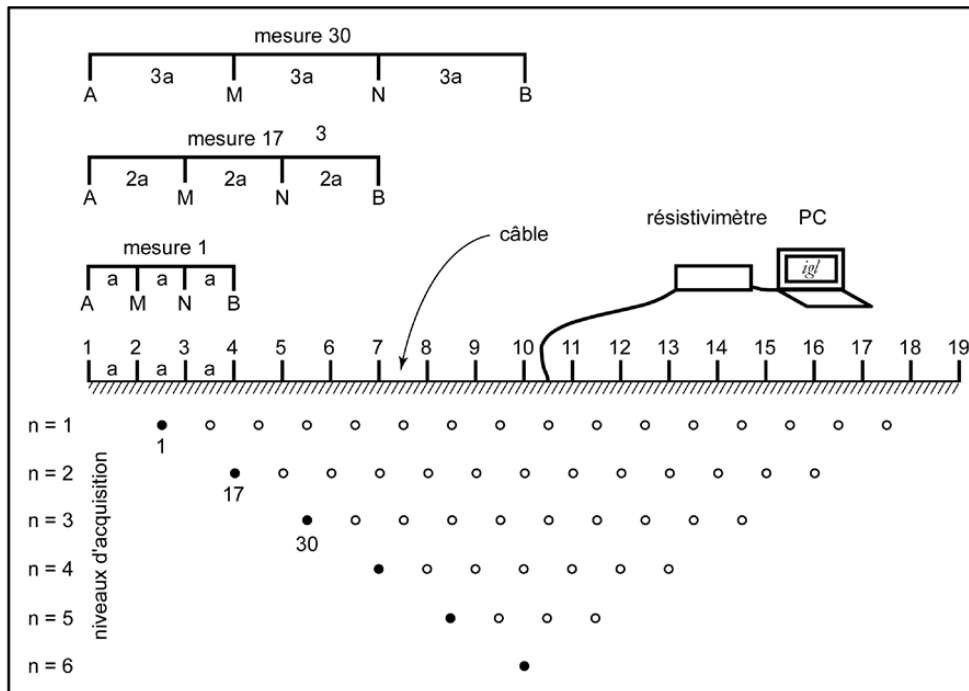 mesure 30
3a 3a 3a
A M N B
mesure 17 3
2a 2a 2a
A M N B
mesure 1
a a a
A M N B
câble
résistivimètre PC
igl
1 2 3 4 5 6 7 8 9 10 11 12 13 14 15 16 17 18 19
a a a
niveaux d'acquisition
n = 1
1
n = 2
17
n = 3
30
n = 4
n = 5
n = 6